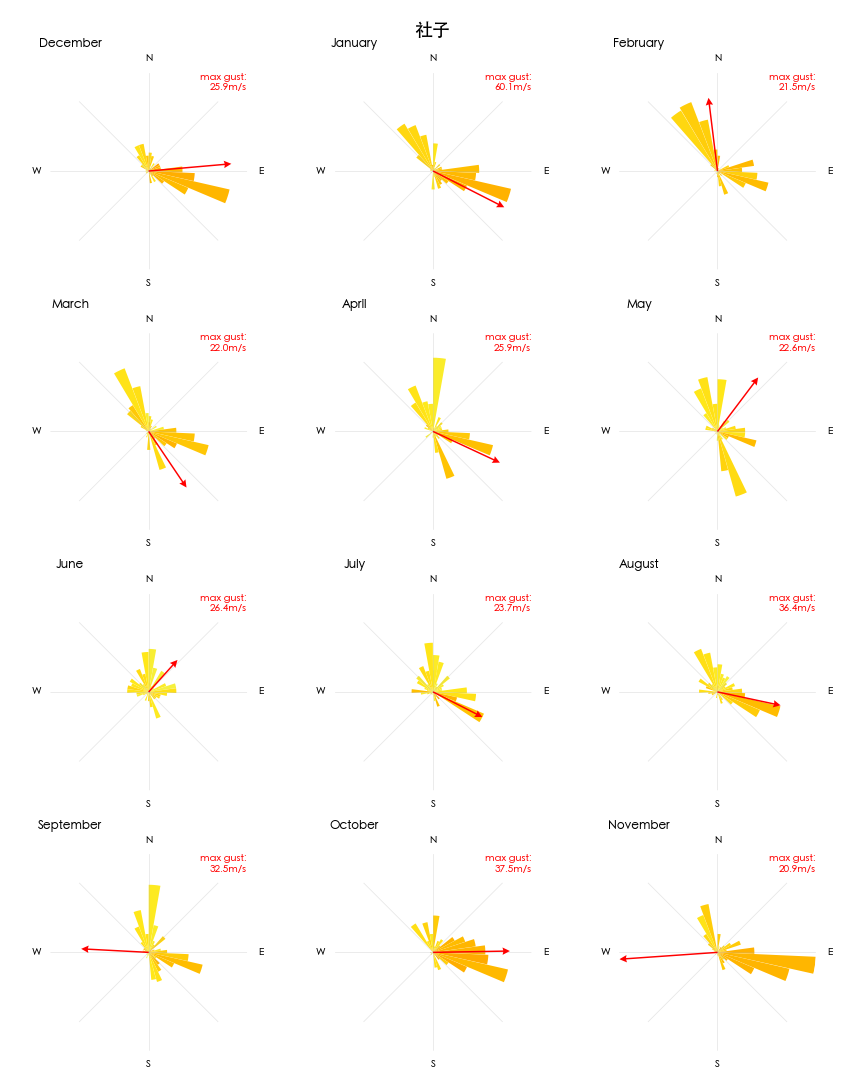 社子
December
N
max gust:
25.9m/s
W
E
S
January
N
max gust:
60.1m/s
W
E
S
February
N
max gust:
21.5m/s
W
E
S
March
N
max gust:
22.0m/s
W
E
S
April
N
max gust:
25.9m/s
W
E
S
May
N
max gust:
22.6m/s
W
E
S
June
N
max gust:
26.4m/s
W
E
S
July
N
max gust:
23.7m/s
W
E
S
August
N
max gust:
36.4m/s
W
E
S
September
N
max gust:
32.5m/s
W
E
S
October
N
max gust:
37.5m/s
W
E
S
November
N
max gust:
20.9m/s
W
E
S